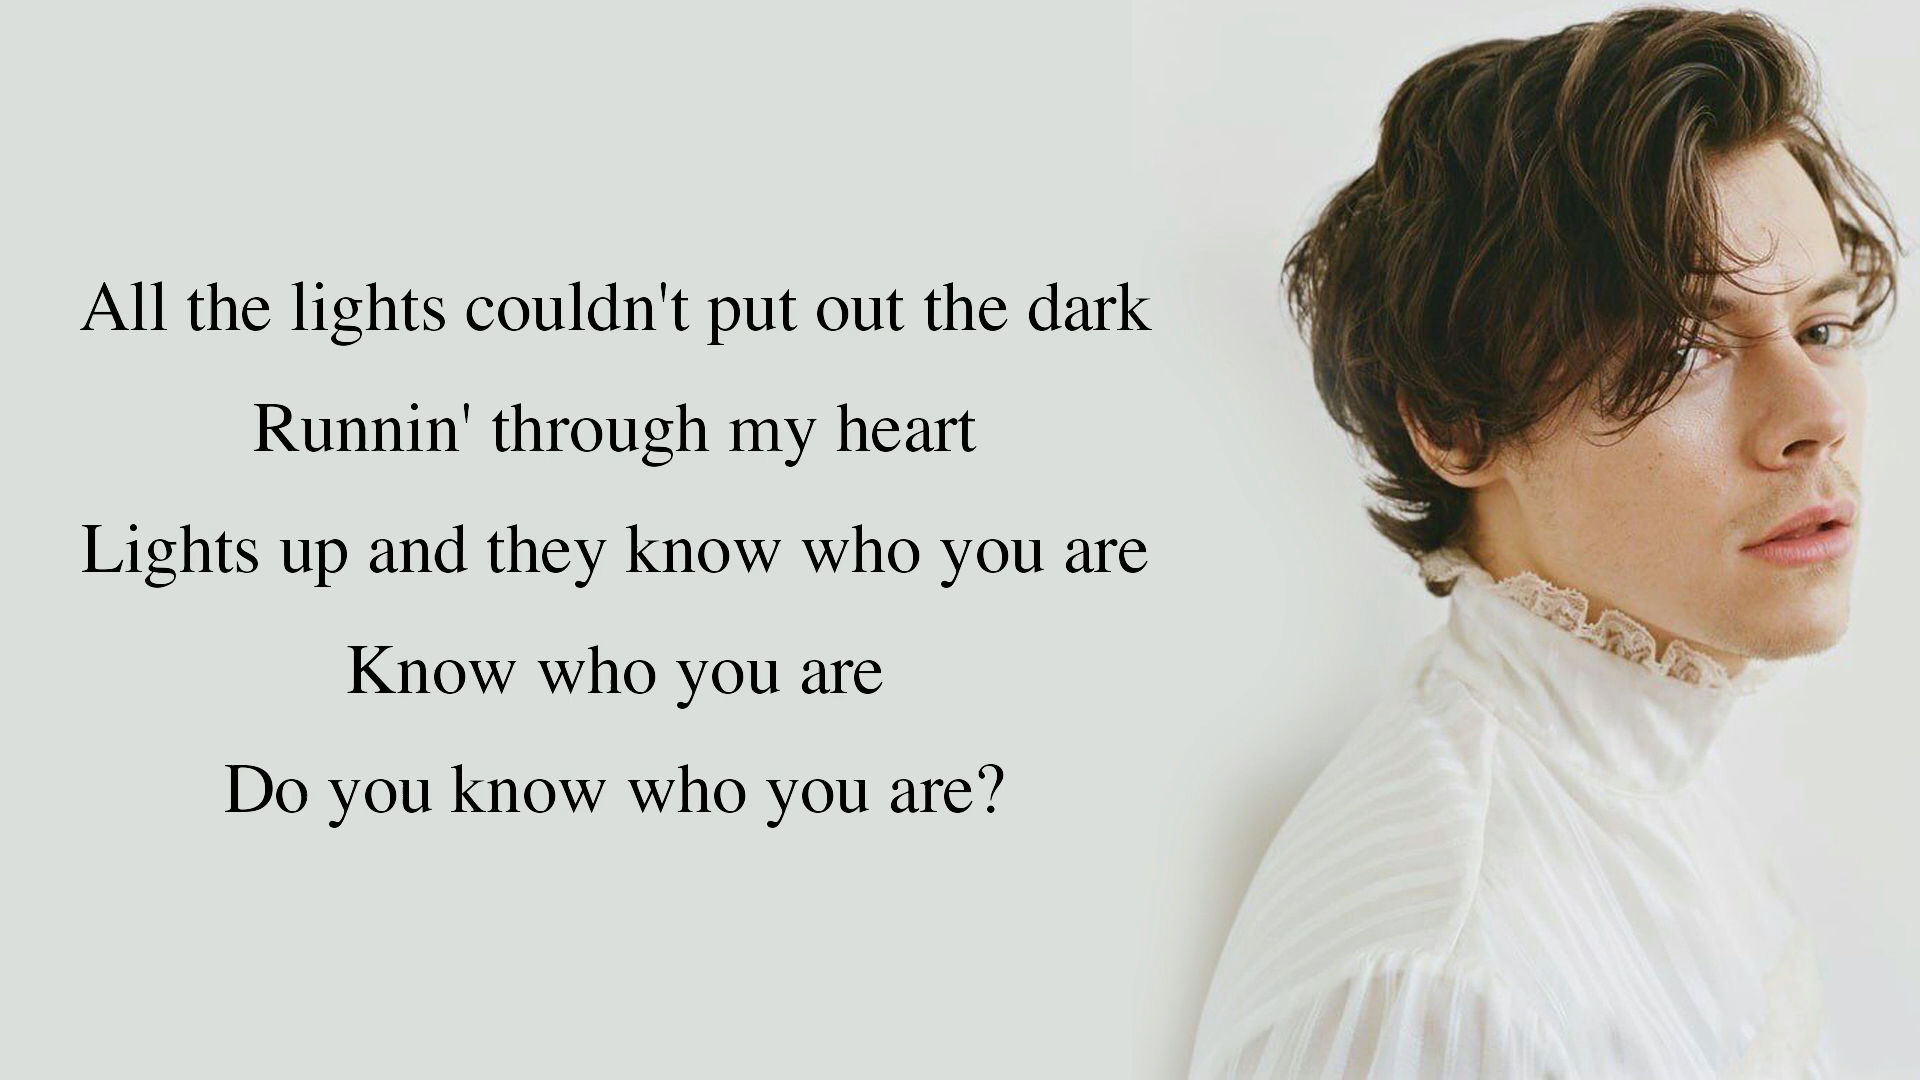 All the lights couldn't put out the dark
Runnin' through my heart
Lights up and they know who you are
Know who you are
Do you know who you are?